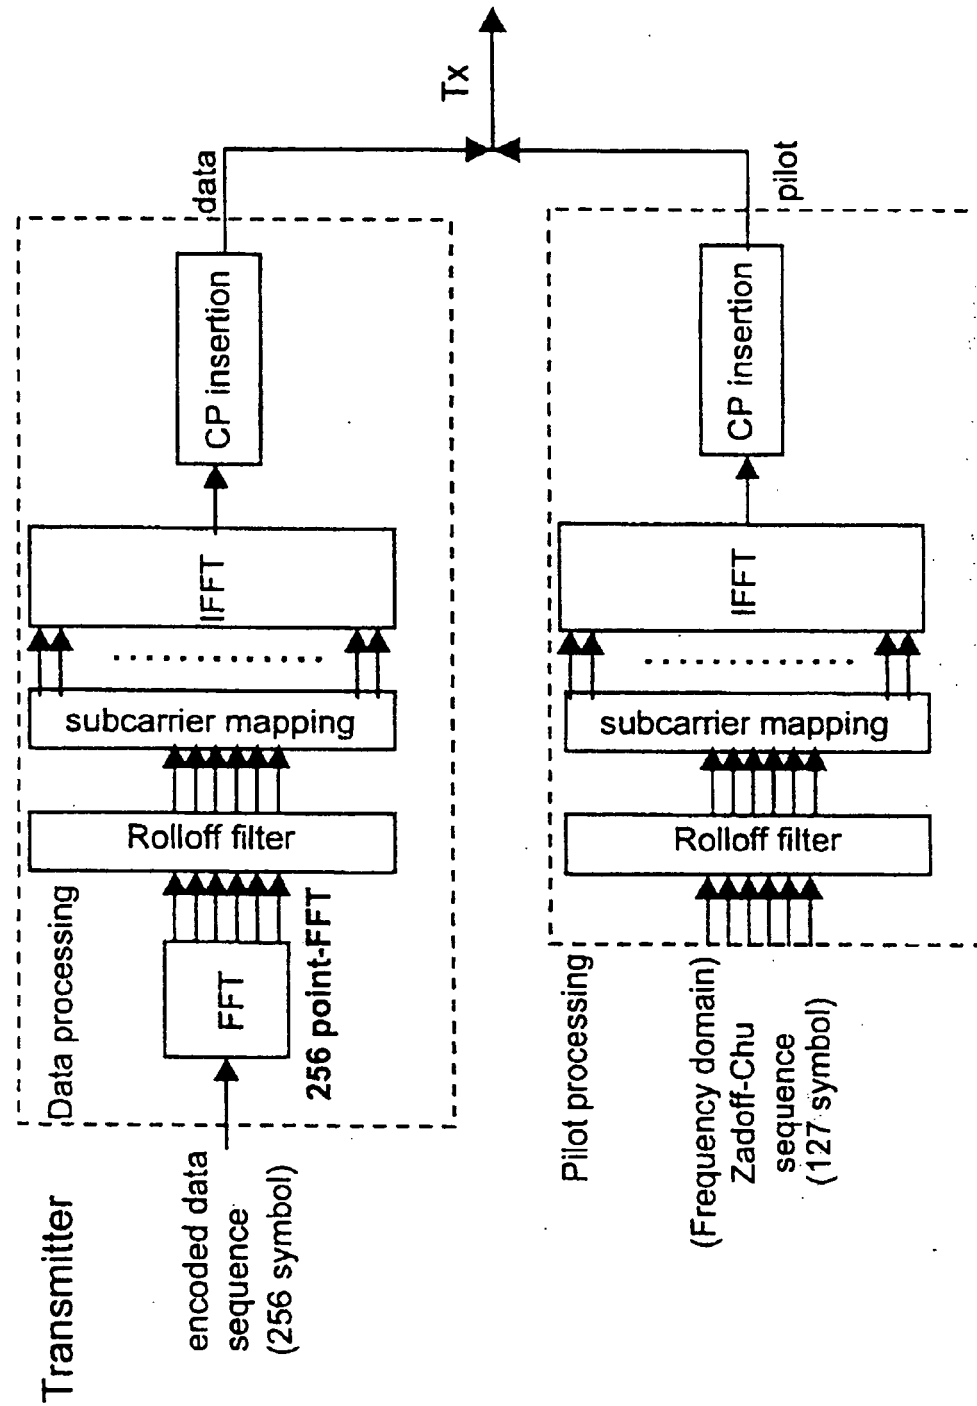 Transmitter
encoded data
sequence
(256 symbol)
Data processing
FFT
256 point-FFT
Rolloff filter
subcarrier mapping
IFFT
CP insertion
data
Tx
Pilot processing
(Frequency domain)
Zadoff-Chu
sequence
(127 symbol)
Rolloff filter
subcarrier mapping
IFFT
CP insertion
pilot